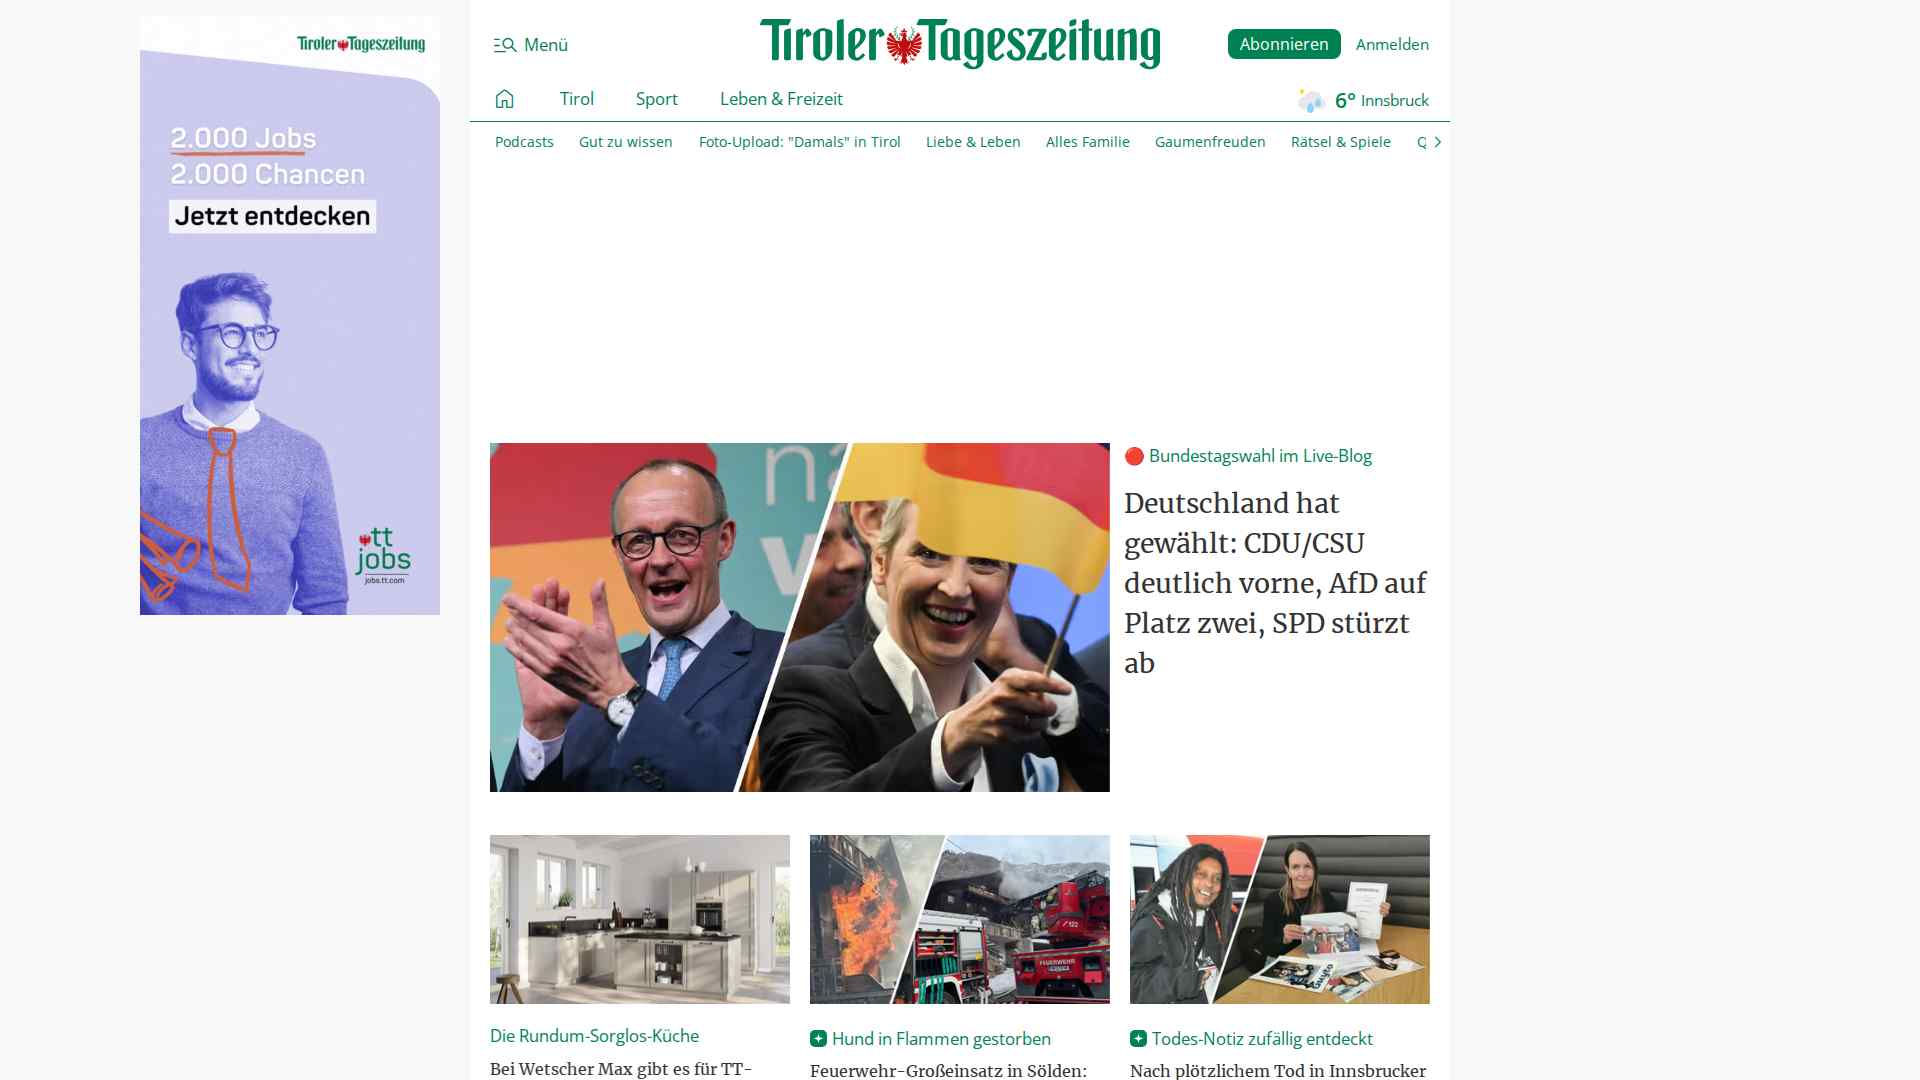 Tiroler Tageszeitung
2.000 Jobs
2.000 Chancen
Jetzt entdecken
tt
jobs
jobs.tt.com
Menü
Tiroler Tageszeitung
Abonnieren
Anmelden
Tirol
Sport
Leben & Freizeit
6° Innsbruck
Podcasts
Gut zu wissen
Foto-Upload: "Damals" in Tirol
Liebe & Leben
Alles Familie
Gaumenfreuden
Rätsel & Spiele
Q
🔴 Bundestagswahl im Live-Blog
Deutschland hat
gewählt: CDU/CSU
deutlich vorne, AfD auf
Platz zwei, SPD stürzt
ab
FEUERWEHR
Die Rundum-Sorglos-Küche
Bei Wetscher Max gibt es für TT-
Hund in Flammen gestorben
Feuerwehr-Großeinsatz in Sölden:
Todes-Notiz zufällig entdeckt
Nach plötzlichem Tod in Innsbrucker